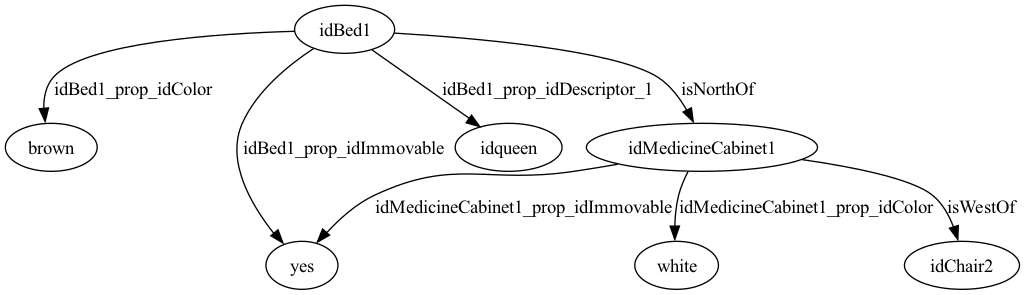 idBed1
idBed1_prop_idColor
idBed1_prop_idDescriptor_1
isNorthOf
brown
idBed1_prop_idImmovable
idqueen
idMedicineCabinet1
idMedicineCabinet1_prop_idImmovable
idMedicineCabinet1_prop_idColor
isWestOf
yes
white
idChair2